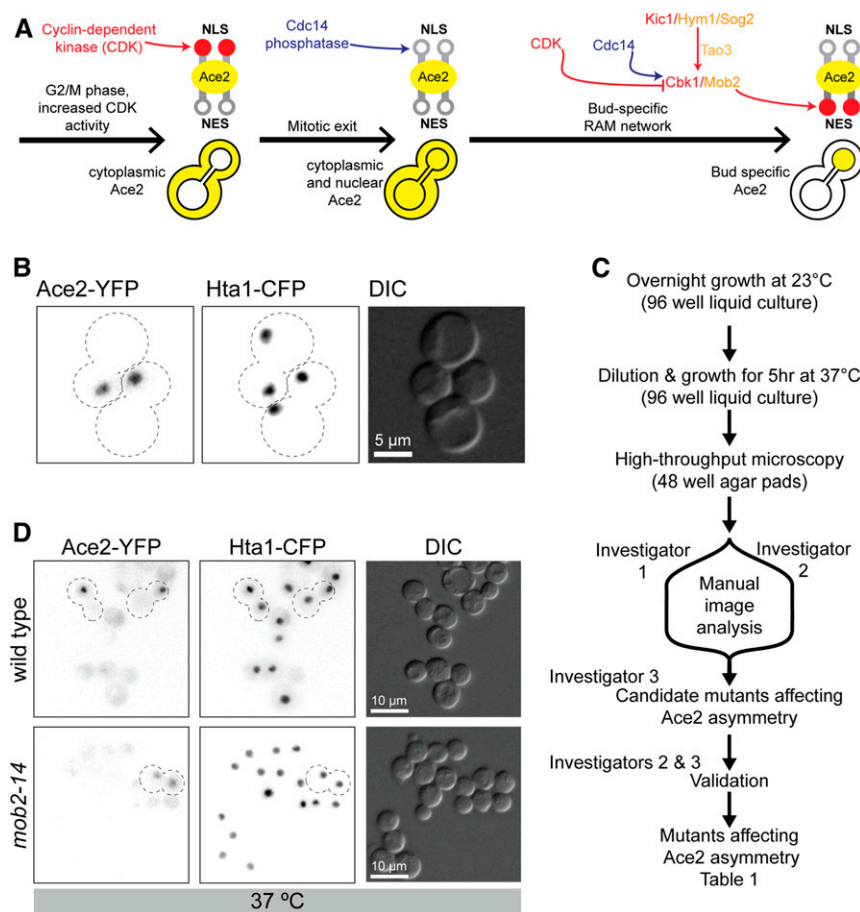 A
Cyclin-dependent
kinase (CDK)
NLS
Ace2
NES
G2/M phase,
increased CDK
activity
cytoplasmic
Ace2
Cdc14
phosphatase
NLS
Ace2
NES
Mitotic exit
cytoplasmic
and nuclear
Ace2
Kic1/Hym1/Sog2
Tao3
CDK
Cdc14
Cbk1/Mob2
Bud-specific
RAM network
NLS
Ace2
NES
Bud specific
Ace2
B
Ace2-YFP
Hta1-CFP
DIC
5 µm
C
Overnight growth at 23°C
(96 well liquid culture)
Dilution & growth for 5hr at 37°C
(96 well liquid culture)
High-throughput microscopy
(48 well agar pads)
Investigator
1
Investigator
2
Manual
image
analysis
Investigator 3
Candidate mutants affecting
Ace2 asymmetry
Investigators 2 & 3
Validation
Mutants affecting
Ace2 asymmetry
Table 1
D
Ace2-YFP
Hta1-CFP
DIC
wild type
10 µm
mob2-14
10 µm
37 ºC